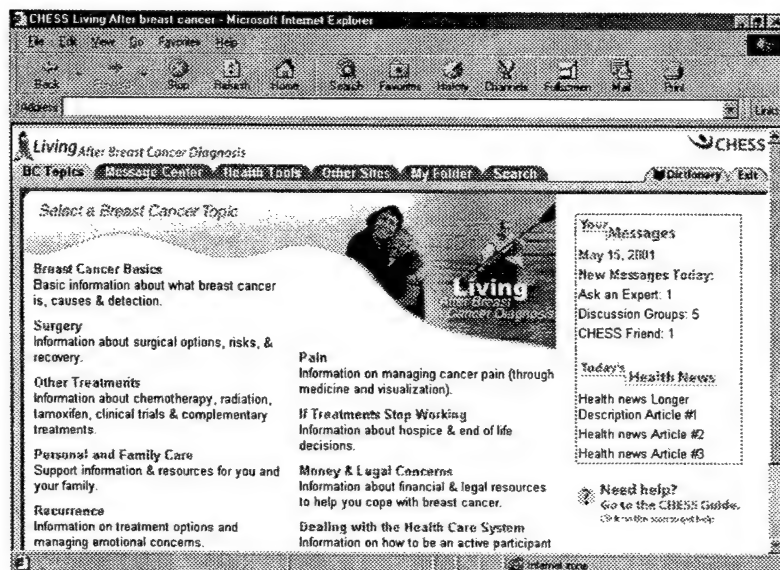 CHESS Living After breast cancer - Microsoft Internet Explorer
File Edit View Go Favorites Help
Back Stop Refresh Home Search Favorites History Channels Fullscreen Mail Print
Address Links
Living After Breast Cancer Diagnosis
CHESS
BC Topics Message Center Health Tools Other Sites My Folder Search Dictionary Exit
Select a Breast Cancer Topic
Living
After Breast
Cancer Diagnosis
Breast Cancer Basics
Basic information about what breast cancer
is, causes & detection.
Surgery
Information about surgical options, risks, &
recovery.
Other Treatments
Information about chemotherapy, radiation,
tamoxifen, clinical trials & complementary
treatments.
Personal and Family Care
Support information & resources for you and
your family.
Recurrence
Information on treatment options and
managing emotional concerns.
Pain
Information on managing cancer pain (through
medicine and visualization).
If Treatments Stop Working
Information about hospice & end of life
decisions.
Money & Legal Concerns
Information about financial & legal resources
to help you cope with breast cancer.
Dealing with the Health Care System
Information on how to be an active participant
Your Messages
May 15, 2001
New Messages Today:
Ask an Expert: 1
Discussion Groups: 5
CHESS Friend: 1
Today's Health News
Health news Longer
Description Article #1
Health news Article #2
Health news Article #3
Need help?
Go to the CHESS Guide.
Internet zone